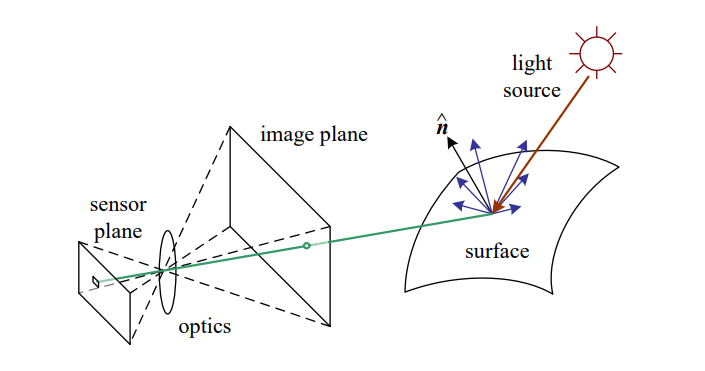 light
source
n̂
image plane
sensor
plane
surface
optics